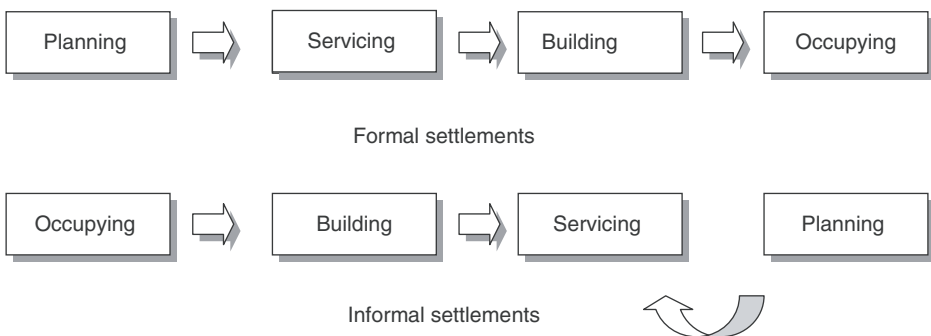 Planning Servicing Building Occupying
Formal settlements
Occupying Building Servicing Planning
Informal settlements